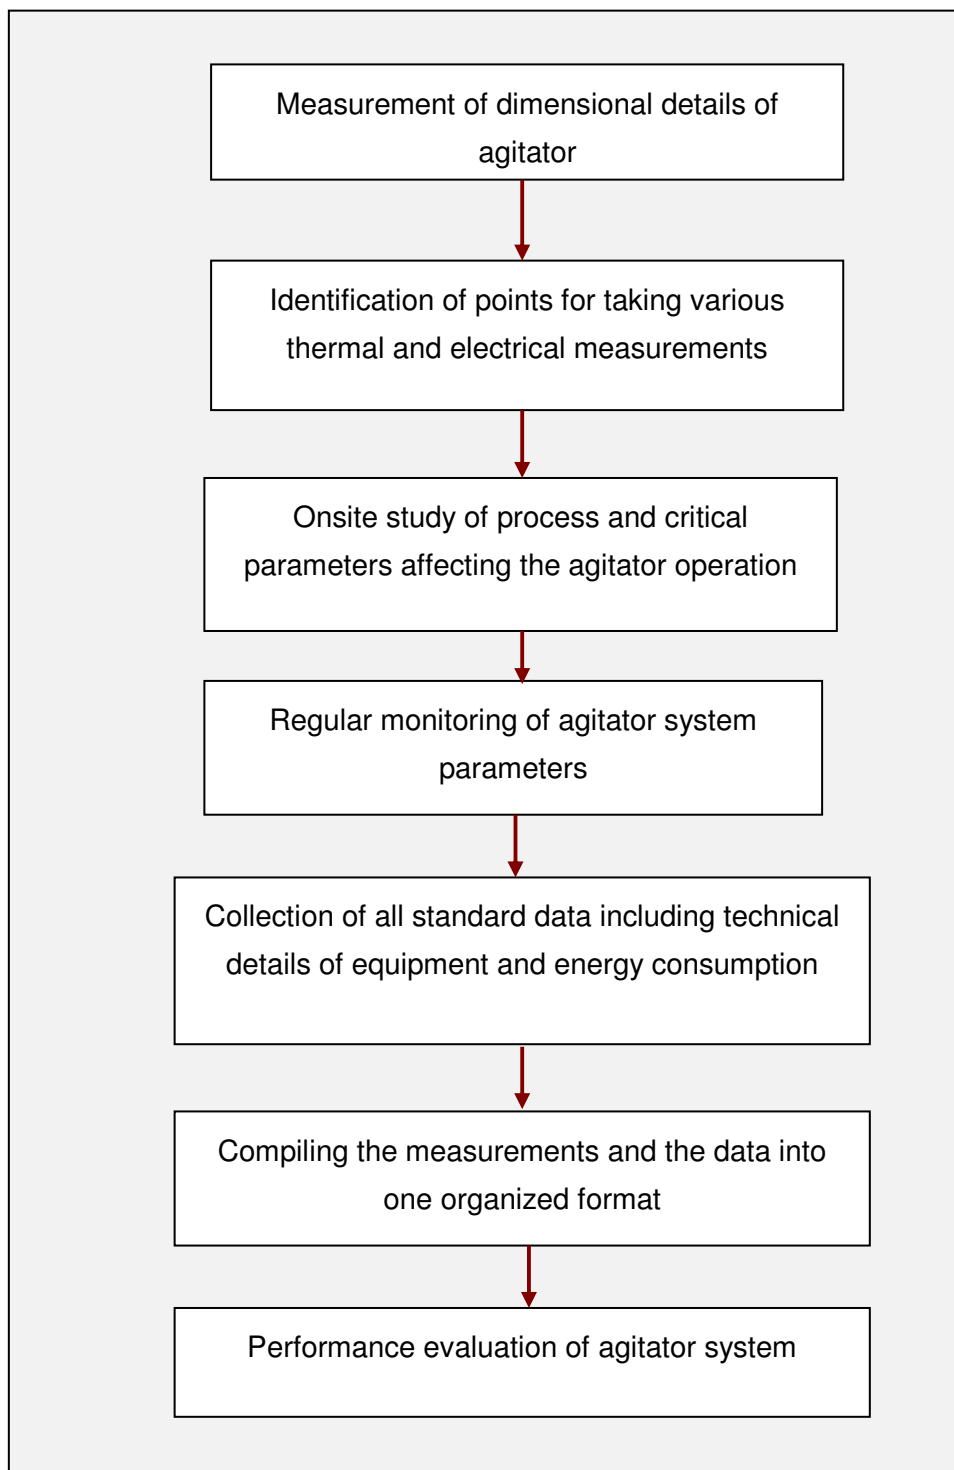 Measurement of dimensional details of
agitator
Identification of points for taking various
thermal and electrical measurements
Onsite study of process and critical
parameters affecting the agitator operation
Regular monitoring of agitator system
parameters
Collection of all standard data including technical
details of equipment and energy consumption
Compiling the measurements and the data into
one organized format
Performance evaluation of agitator system